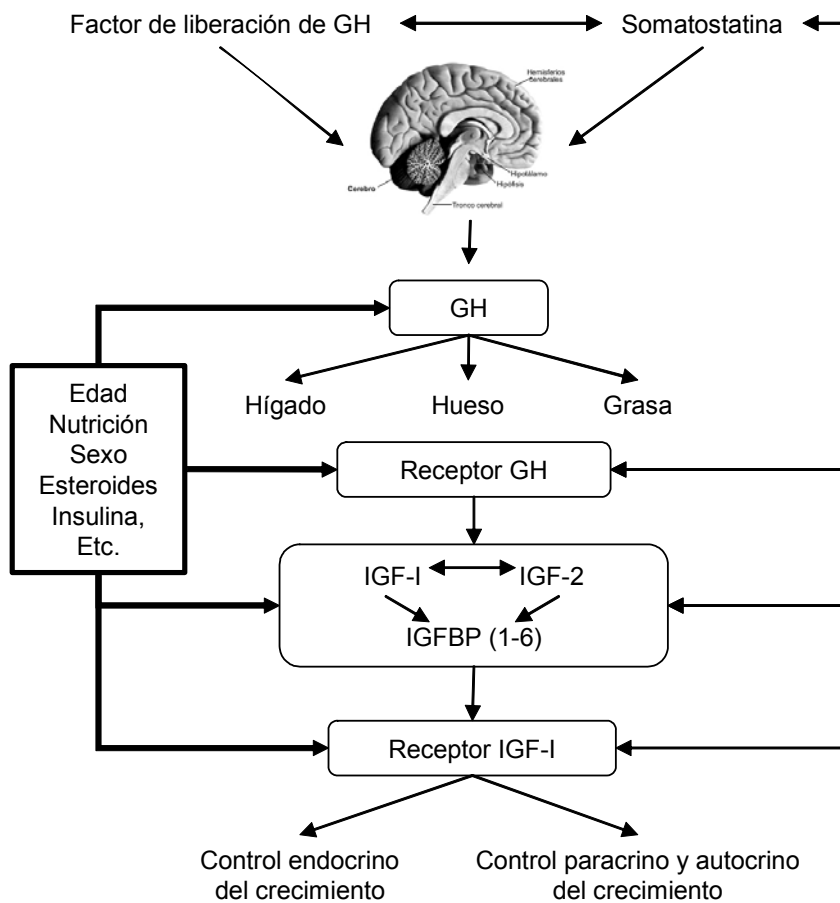 Factor de liberación de GH
Somatostatina
Hemisferios
cerebrales
Hipotálamo
Hipófisis
Cerebro
Tronco cerebral
GH
Hígado
Hueso
Grasa
Edad
Nutrición
Sexo
Esteroides
Insulina,
Etc.
Receptor GH
IGF-I
IGF-2
IGFBP (1-6)
Receptor IGF-I
Control endocrino
del crecimiento
Control paracrino y autocrino
del crecimiento